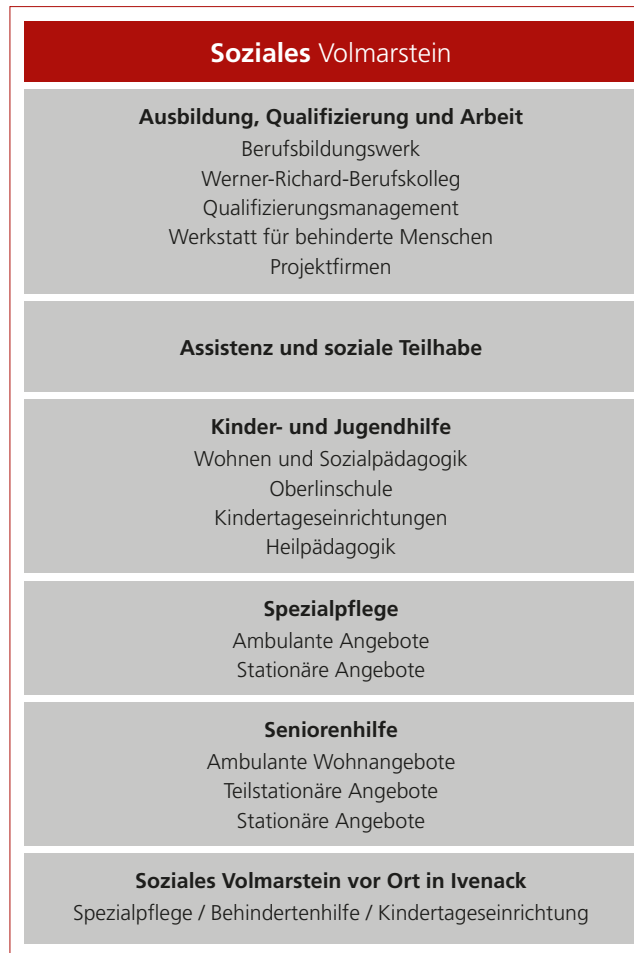 Soziales Volmarstein
Ausbildung, Qualifizierung und Arbeit
Berufsbildungswerk
Werner-Richard-Berufskolleg
Qualifizierungsmanagement
Werkstatt für behinderte Menschen
Projektfirmen
Assistenz und soziale Teilhabe
Kinder- und Jugendhilfe
Wohnen und Sozialpädagogik
Oberlinschule
Kindertageseinrichtungen
Heilpädagogik
Spezialpflege
Ambulante Angebote
Stationäre Angebote
Seniorenhilfe
Ambulante Wohnangebote
Teilstationäre Angebote
Stationäre Angebote
Soziales Volmarstein vor Ort in Ivenack
Spezialpflege / Behindertenhilfe / Kindertageseinrichtung